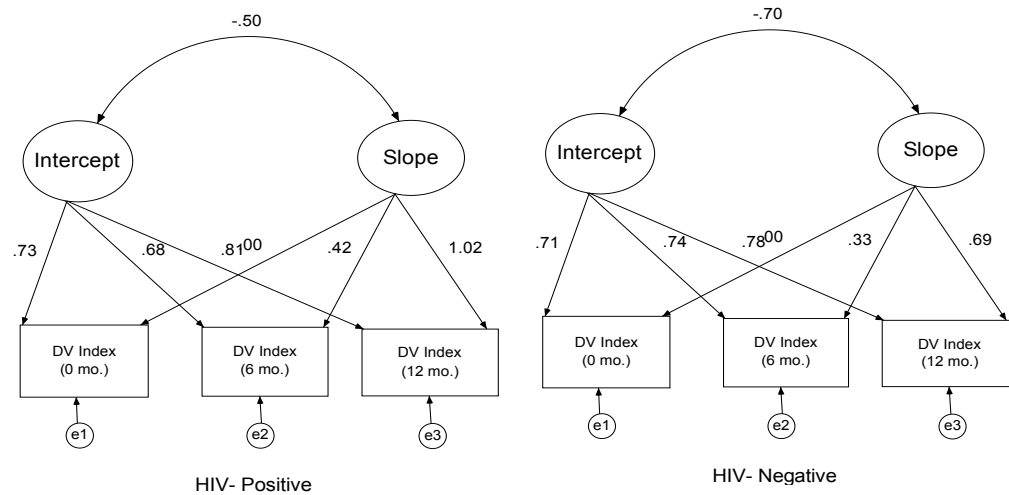 -.50
Intercept
Slope
.73
.68
.81
.00
.42
1.02
DV Index
(0 mo.)
DV Index
(6 mo.)
DV Index
(12 mo.)
e1
e2
e3
HIV- Positive
-.70
Intercept
Slope
.71
.74
.78
.00
.33
.69
DV Index
(0 mo.)
DV Index
(6 mo.)
DV Index
(12 mo.)
e1
e2
e3
HIV- Negative